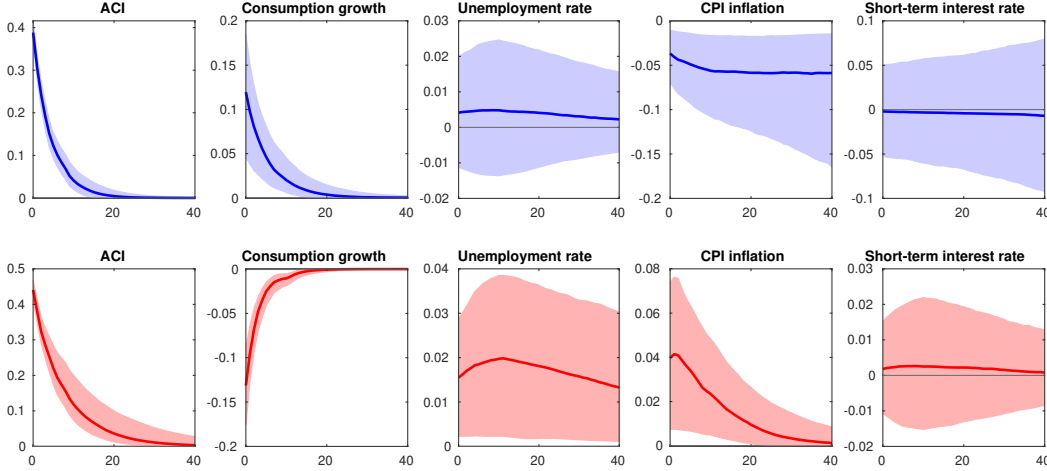 ACI Consumption growth Unemployment rate CPI inflation Short-term interest rate
0.4 0.2 0.03 0 0.1
0.3 0.15 0.02 -0.05 0.05
0.2 0.1 0.01 -0.1 0
0.1 0.05 0 -0.15 -0.05
0 0 -0.01 -0.2 -0.1
-0.02
0 20 40 0 20 40 0 20 40 0 20 40 0 20 40
ACI Consumption growth Unemployment rate CPI inflation Short-term interest rate
0.5 0 0.04 0.08 0.03
0.4 -0.05 0.03 0.06 0.02
0.3 -0.1 0.02 0.04 0.01
0.2 -0.15 0.01 0.02 0
0.1 -0.2 0 0 -0.01
0 -0.02
0 20 40 0 20 40 0 20 40 0 20 40 0 20 40